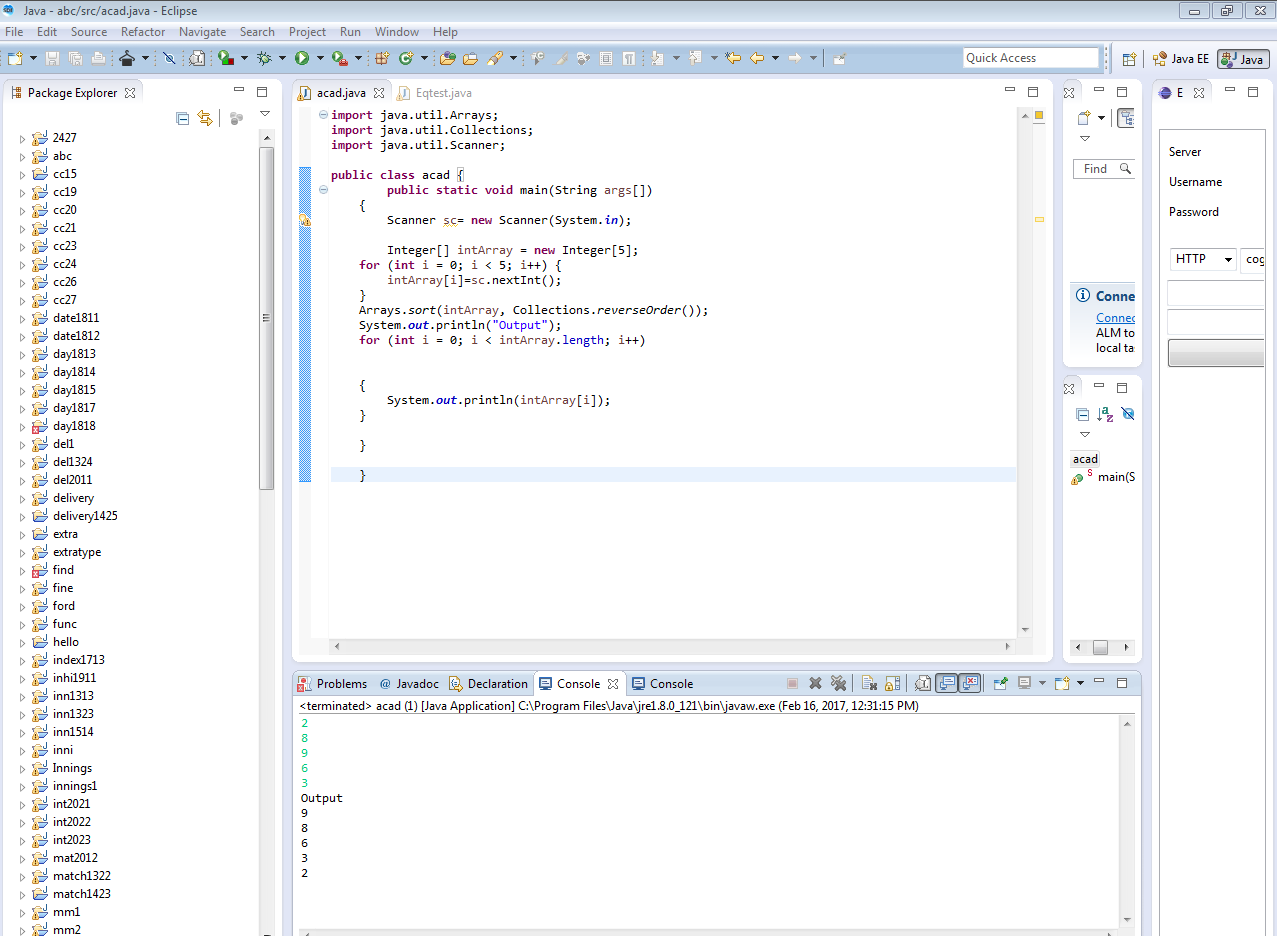 Java - abc/src/acad.java - Eclipse
File Edit Source Refactor Navigate Search Project Run Window Help
Quick Access
Java EE
Java
Package Explorer
2427
abc
cc15
cc19
cc20
cc21
cc23
cc24
cc26
cc27
date1811
date1812
day1813
day1814
day1815
day1817
day1818
del1
del1324
del2011
delivery
delivery1425
extra
extratype
find
fine
ford
func
hello
index1713
inhi1911
inn1313
inn1323
inn1514
inni
Innings
innings1
int2021
int2022
int2023
mat2012
match1322
match1423
mm1
mm2
acad.java Eqtest.java
import java.util.Arrays;
import java.util.Collections;
import java.util.Scanner;
public class acad {
public static void main(String args[])
{
Scanner sc= new Scanner(System.in);
Integer[] intArray = new Integer[5];
for (int i = 0; i < 5; i++) {
intArray[i]=sc.nextInt();
}
Arrays.sort(intArray, Collections.reverseOrder());
System.out.println("Output");
for (int i = 0; i < intArray.length; i++)
{
System.out.println(intArray[i]);
}
}
}
Find
Conne
Connec
ALM to
local ta
acad
main(S
E
Server
Username
Password
HTTP
cog
Problems @ Javadoc Declaration Console Console
<terminated> acad (1) [Java Application] C:\Program Files\Java\jre1.8.0_121\bin\javaw.exe (Feb 16, 2017, 12:31:15 PM)
2
8
9
6
3
Output
9
8
6
3
2